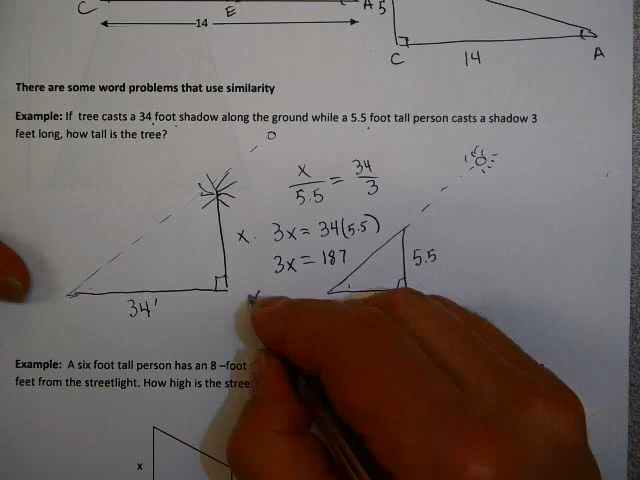 C
E
A
5
14
C
14
A
There are some word problems that use similarity
Example: If tree casts a 34 foot shadow along the ground while a 5.5 foot tall person casts a shadow 3
feet long, how tall is the tree?
x/5.5 = 34/3
x
3x = 34(5.5)
3x = 187
5.5
34'
x
Example: A six foot tall person has an 8 –foot
feet from the streetlight. How high is the
x